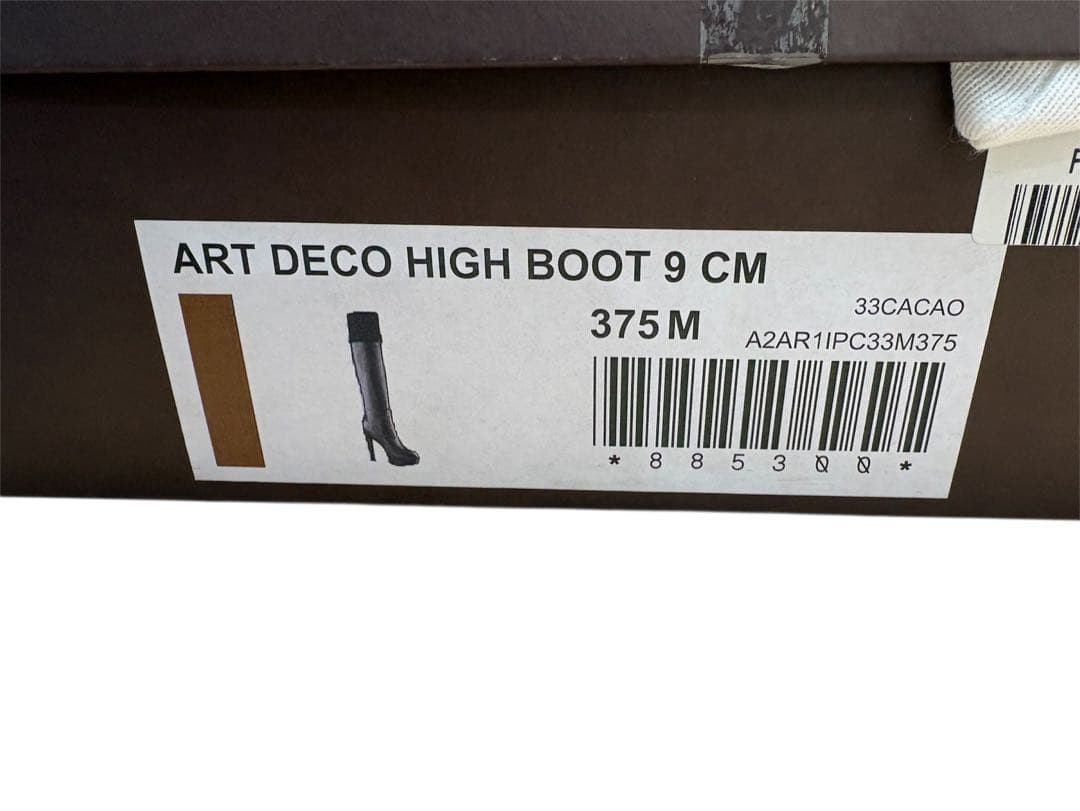 ART DECO HIGH BOOT 9 CM
33CACAO
375 M
A2AR1IPC33M375
* 8 8 5 3 0 0 *